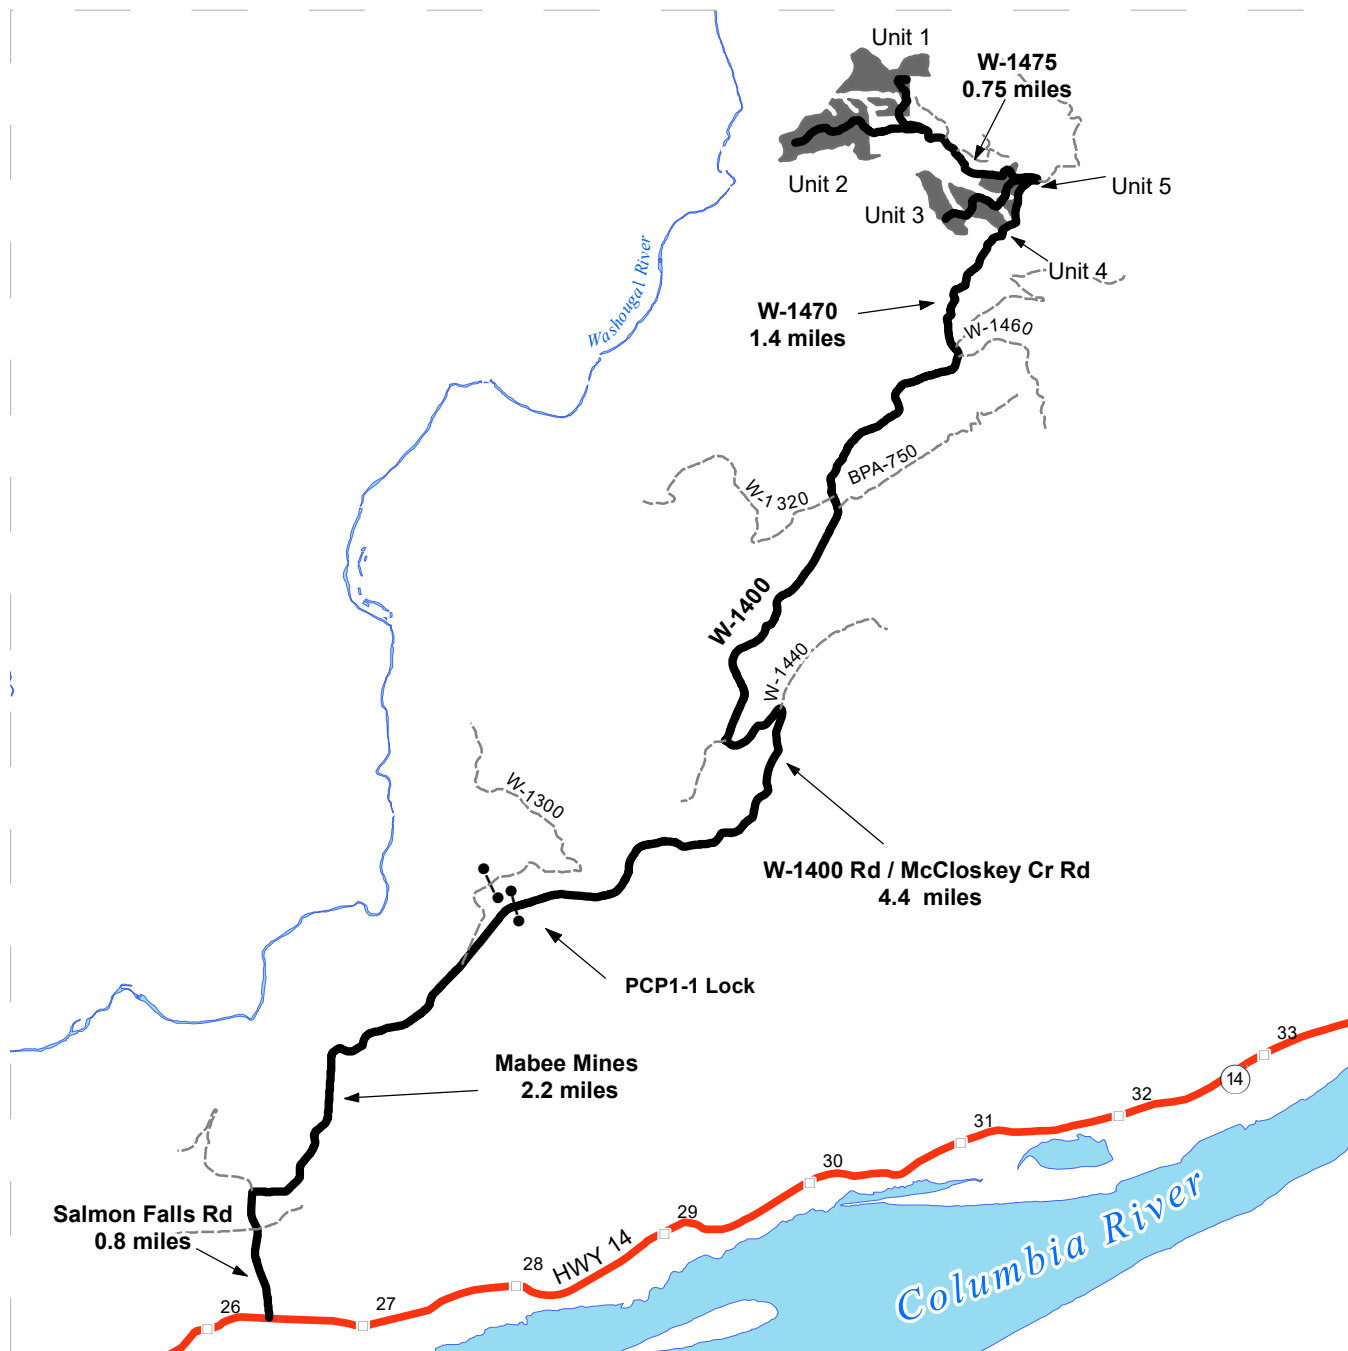 Unit 1
W-1475
0.75 miles
Unit 2
Unit 5
Unit 3
Unit 4
Washougal River
W-1470
1.4 miles
W-1460
BPA-750
W-1320
W-1400
W-1440
W-1300
W-1400 Rd / McCloskey Cr Rd
4.4 miles
PCP1-1 Lock
Mabee Mines
2.2 miles
33
14
32
31
30
Salmon Falls Rd
0.8 miles
29
28
HWY 14
27
26
Columbia River